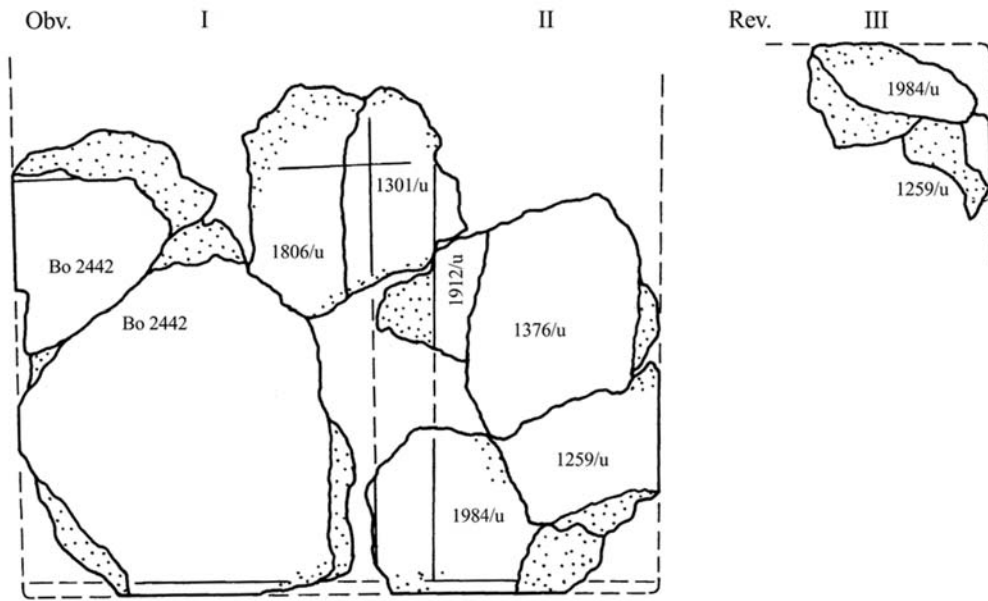 Obv. I II Rev. III
1984/u
1301/u
1259/u
1806/u
Bo 2442
1912/u
Bo 2442
1376/u
1259/u
1984/u